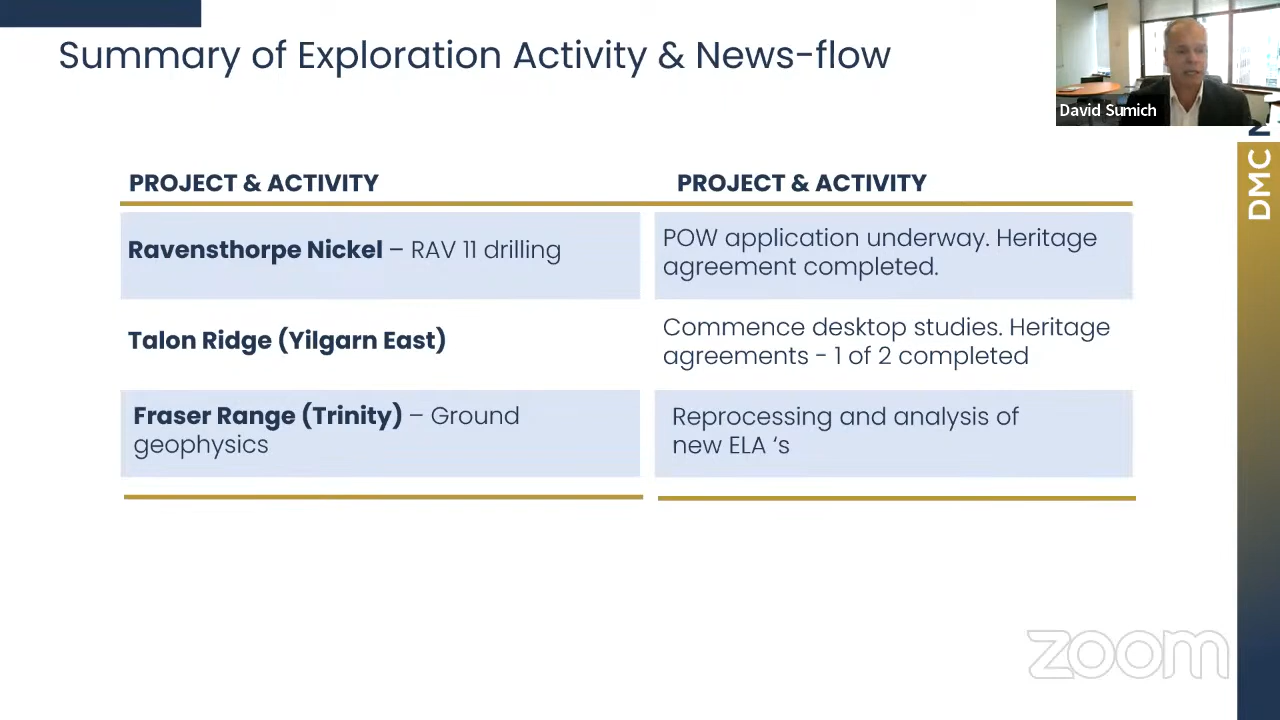 Summary of Exploration Activity & News-flow
David Sumich
DMC
PROJECT & ACTIVITY
PROJECT & ACTIVITY
Ravensthorpe Nickel – RAV 11 drilling
POW application underway. Heritage
agreement completed.
Talon Ridge (Yilgarn East)
Commence desktop studies. Heritage
agreements - 1 of 2 completed
Fraser Range (Trinity) – Ground
geophysics
Reprocessing and analysis of
new ELA ‘s
zoom